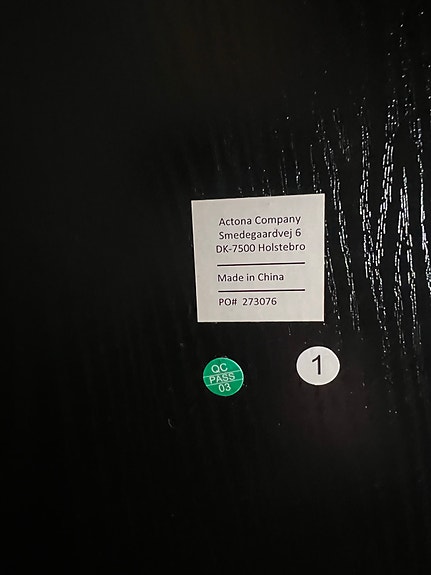 Actona Company
Smedegaardvej 6
DK-7500 Holstebro
Made in China
PO# 273076
QC
PASS
03
1